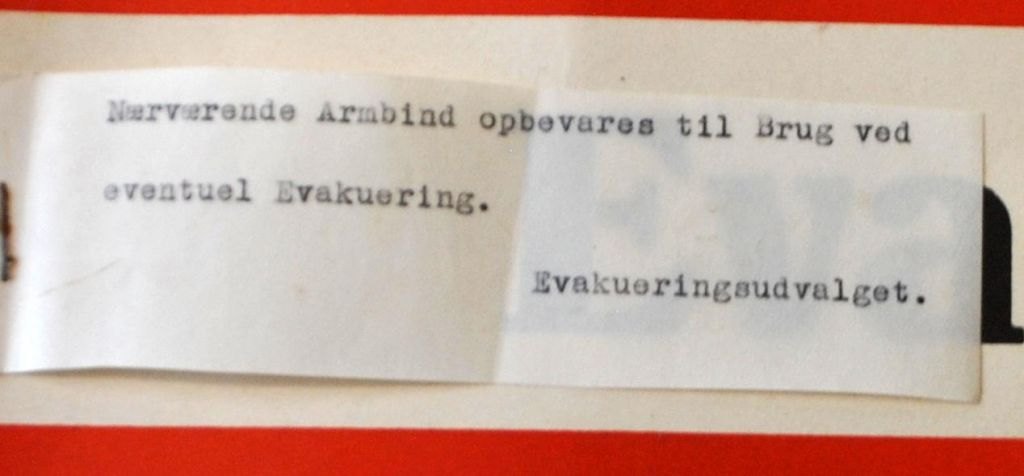 Nærværende Armbind opbevares til Brug ved
eventuel Evakuering.
Evakueringsudvalget.